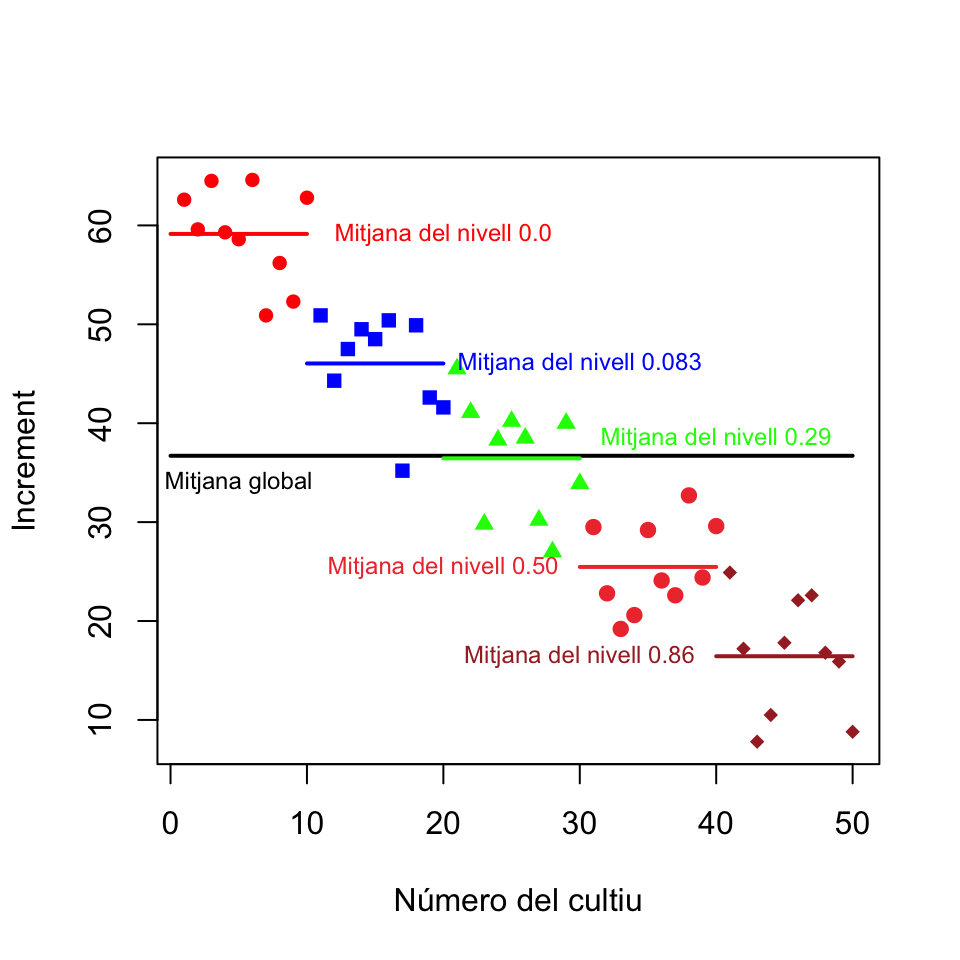 60
50
40
30
20
10
Increment
Mitjana del nivell 0.0
Mitjana del nivell 0.083
Mitjana del nivell 0.29
Mitjana global
Mitjana del nivell 0.50
Mitjana del nivell 0.86
0 10 20 30 40 50
Número del cultiu